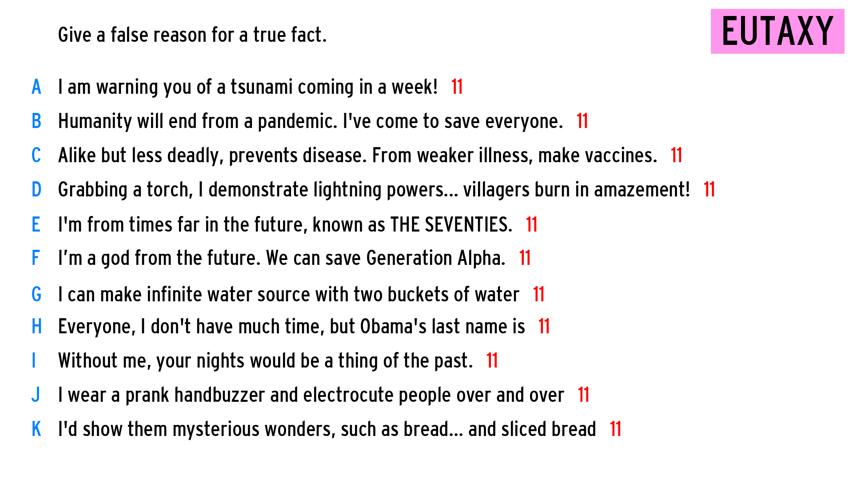 Give a false reason for a true fact.
EUTAXY
A I am warning you of a tsunami coming in a week! 11
B Humanity will end from a pandemic. I've come to save everyone. 11
C Alike but less deadly, prevents disease. From weaker illness, make vaccines. 11
D Grabbing a torch, I demonstrate lightning powers... villagers burn in amazement! 11
E I'm from times far in the future, known as THE SEVENTIES. 11
F I’m a god from the future. We can save Generation Alpha. 11
G I can make infinite water source with two buckets of water 11
H Everyone, I don't have much time, but Obama's last name is 11
I Without me, your nights would be a thing of the past. 11
J I wear a prank handbuzzer and electrocute people over and over 11
K I'd show them mysterious wonders, such as bread... and sliced bread 11